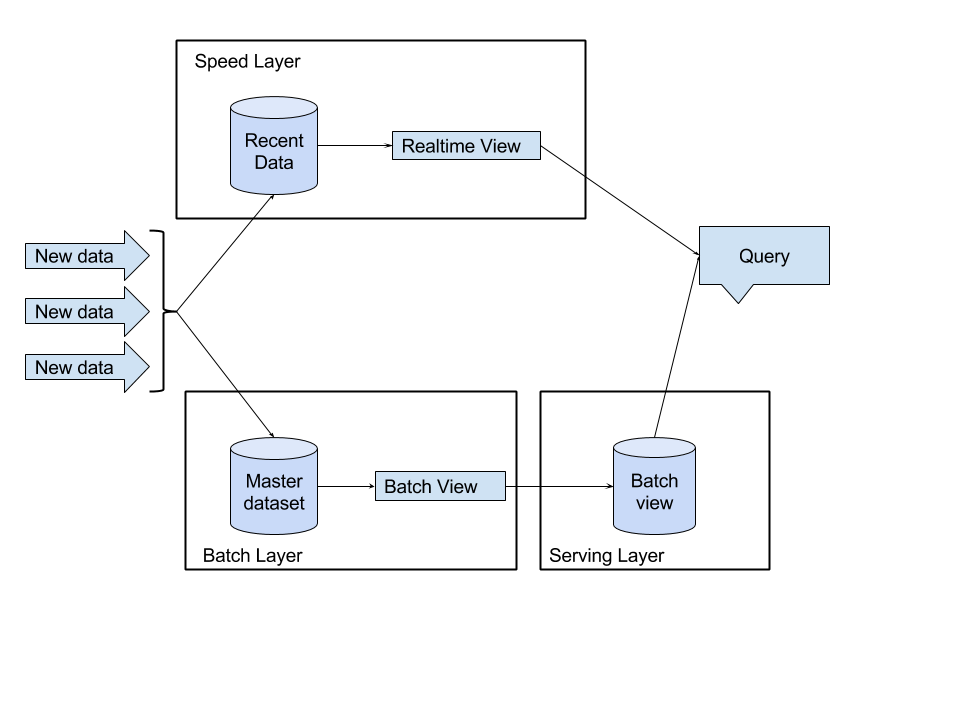 Speed Layer
Recent
Data
Realtime View
New data
New data
New data
Query
Master
dataset
Batch View
Batch
view
Batch Layer
Serving Layer